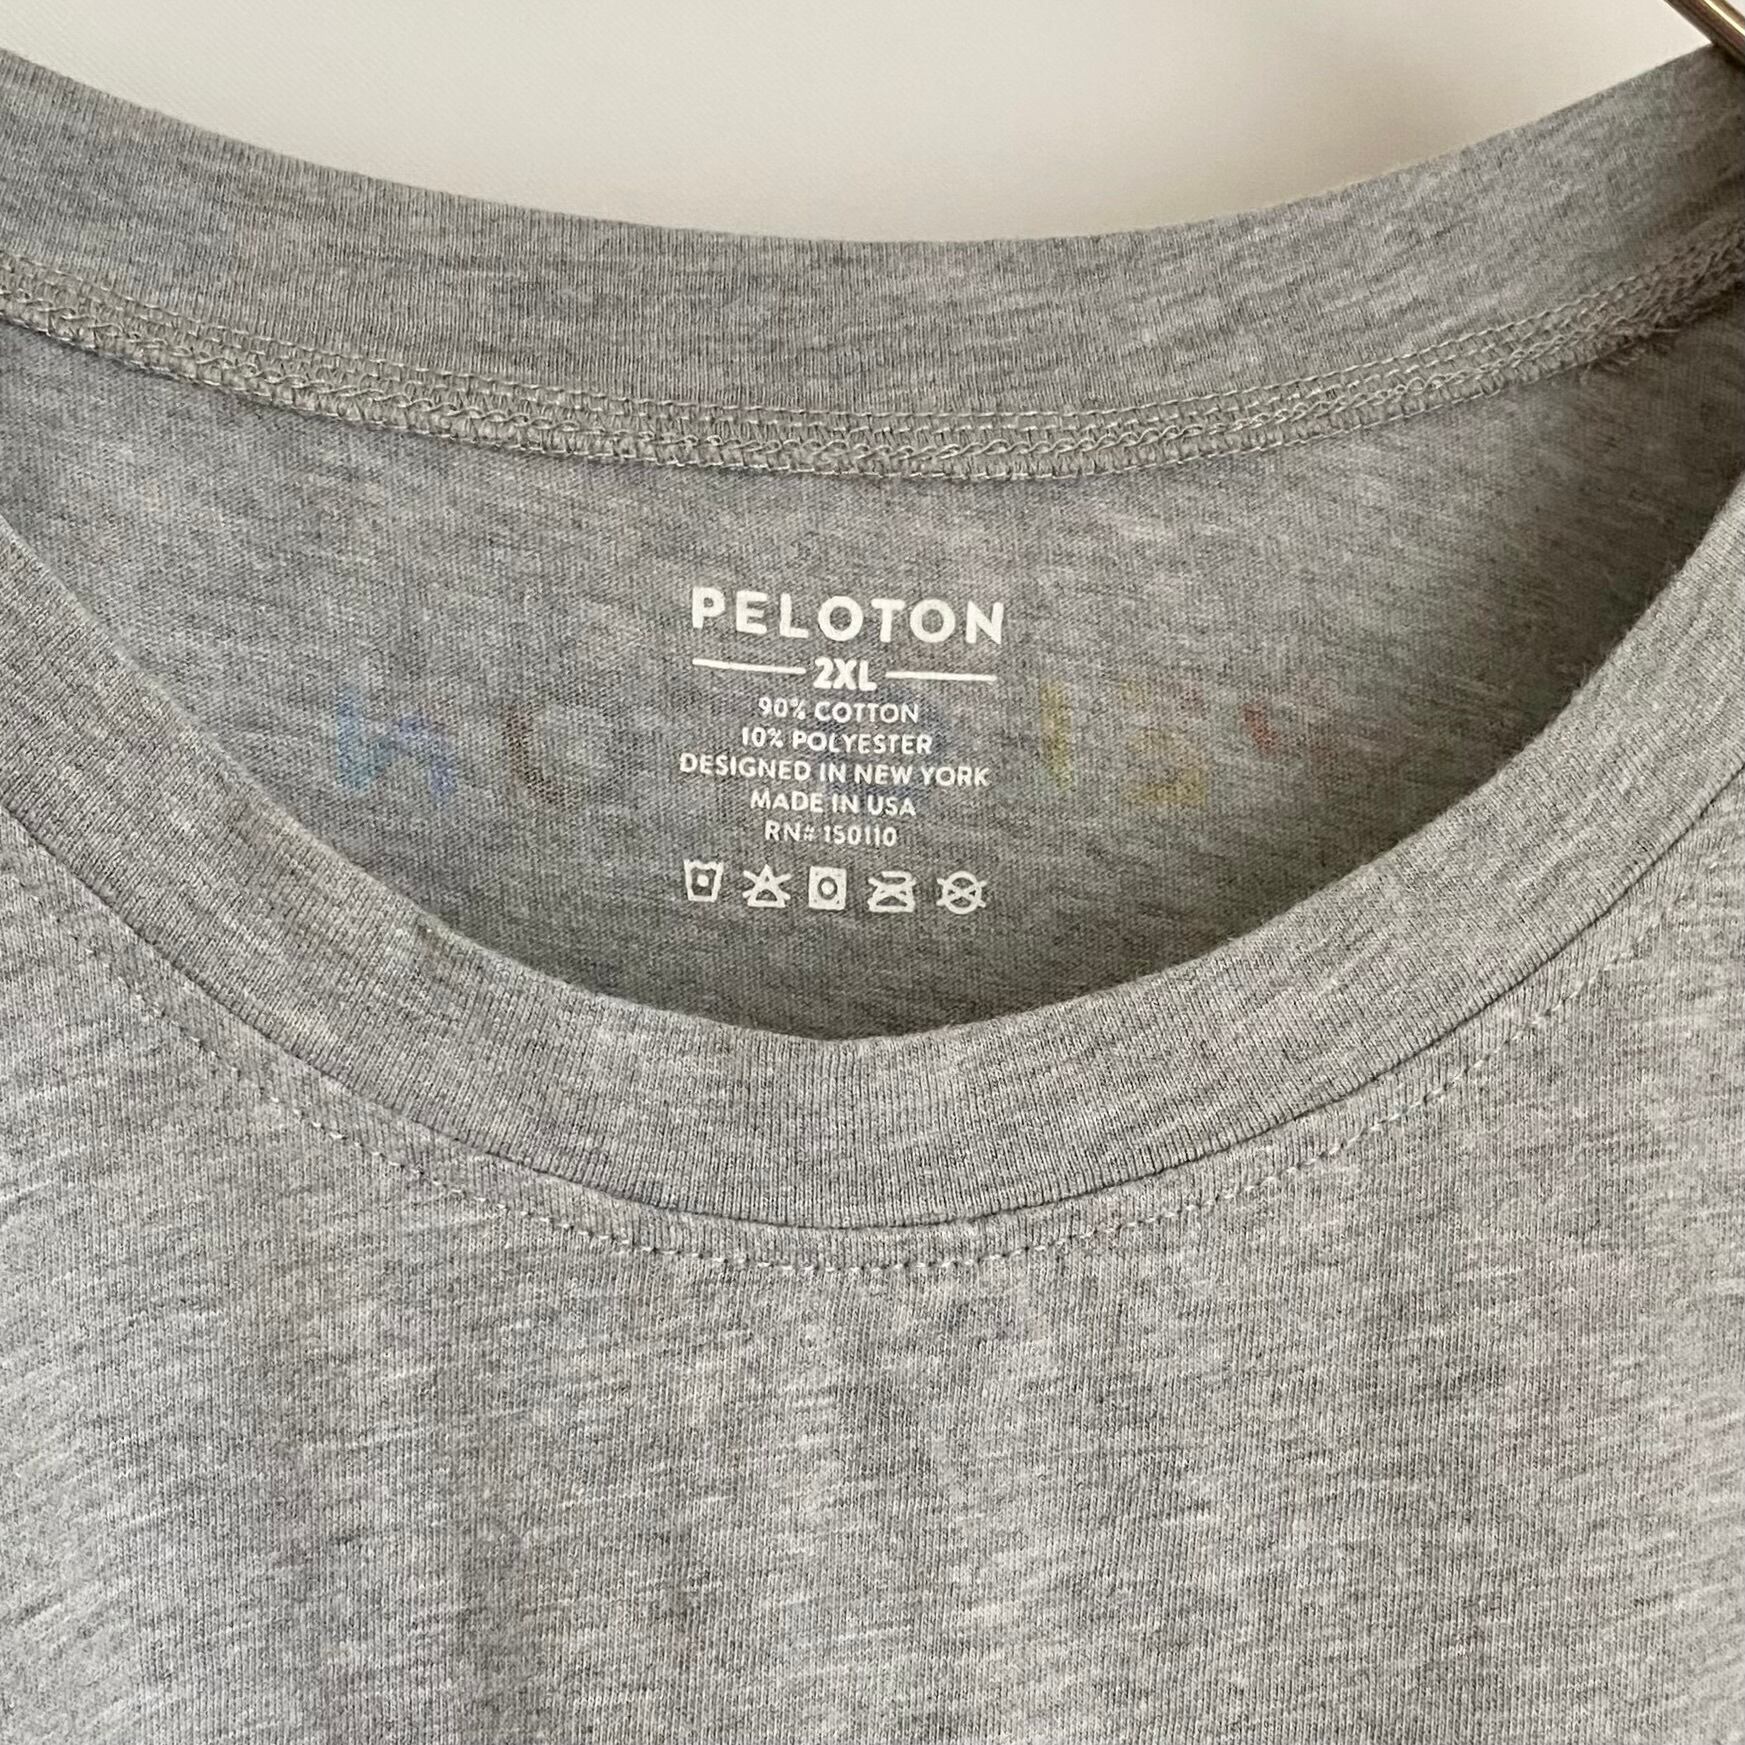 PELOTON
2XL
90% COTTON
10% POLYESTER
DESIGNED IN NEW YORK
MADE IN USA
RN# 150110